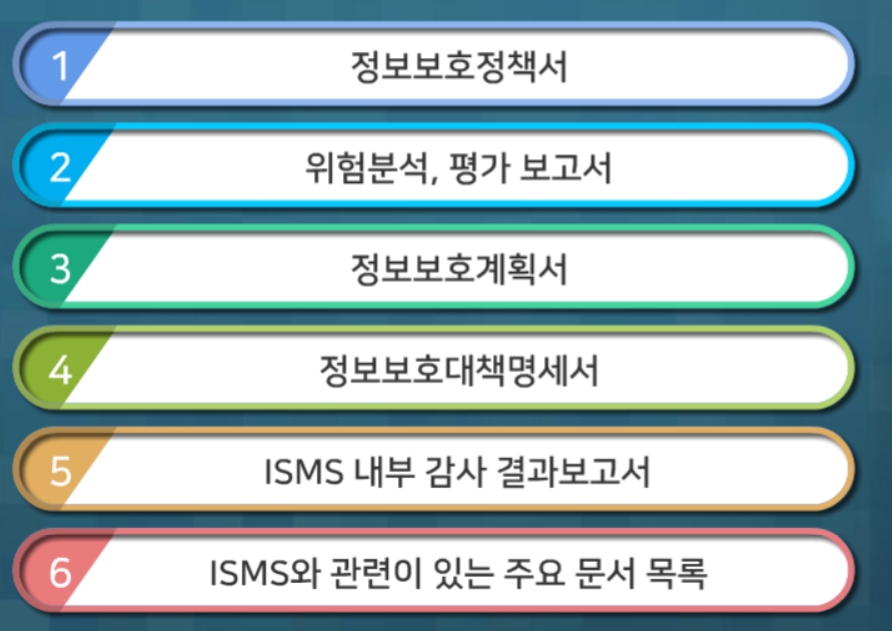 1 정보보호정책서
2 위험분석, 평가 보고서
3 정보보호계획서
4 정보보호대책명세서
5 ISMS 내부 감사 결과보고서
6 ISMS와 관련이 있는 주요 문서 목록